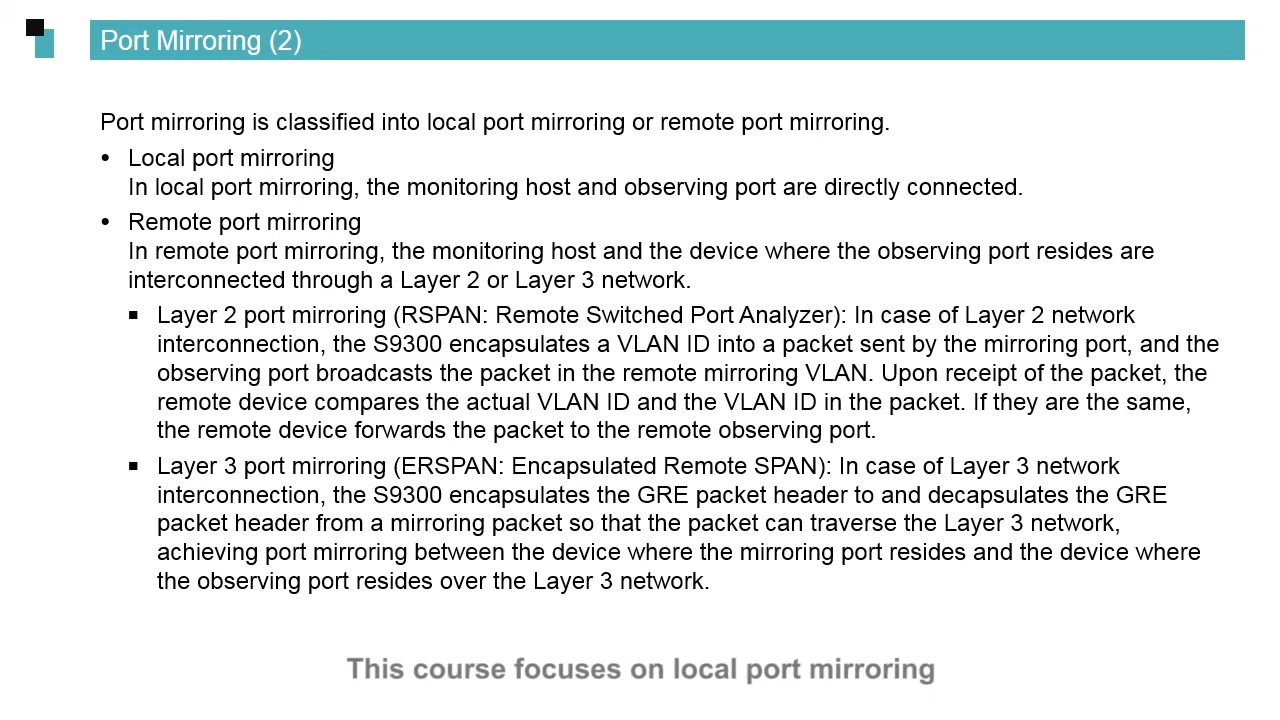 Port Mirroring (2)
Port mirroring is classified into local port mirroring or remote port mirroring.
• Local port mirroring
In local port mirroring, the monitoring host and observing port are directly connected.
• Remote port mirroring
In remote port mirroring, the monitoring host and the device where the observing port resides are
interconnected through a Layer 2 or Layer 3 network.
▪ Layer 2 port mirroring (RSPAN: Remote Switched Port Analyzer): In case of Layer 2 network
interconnection, the S9300 encapsulates a VLAN ID into a packet sent by the mirroring port, and the
observing port broadcasts the packet in the remote mirroring VLAN. Upon receipt of the packet, the
remote device compares the actual VLAN ID and the VLAN ID in the packet. If they are the same,
the remote device forwards the packet to the remote observing port.
▪ Layer 3 port mirroring (ERSPAN: Encapsulated Remote SPAN): In case of Layer 3 network
interconnection, the S9300 encapsulates the GRE packet header to and decapsulates the GRE
packet header from a mirroring packet so that the packet can traverse the Layer 3 network,
achieving port mirroring between the device where the mirroring port resides and the device where
the observing port resides over the Layer 3 network.
This course focuses on local port mirroring